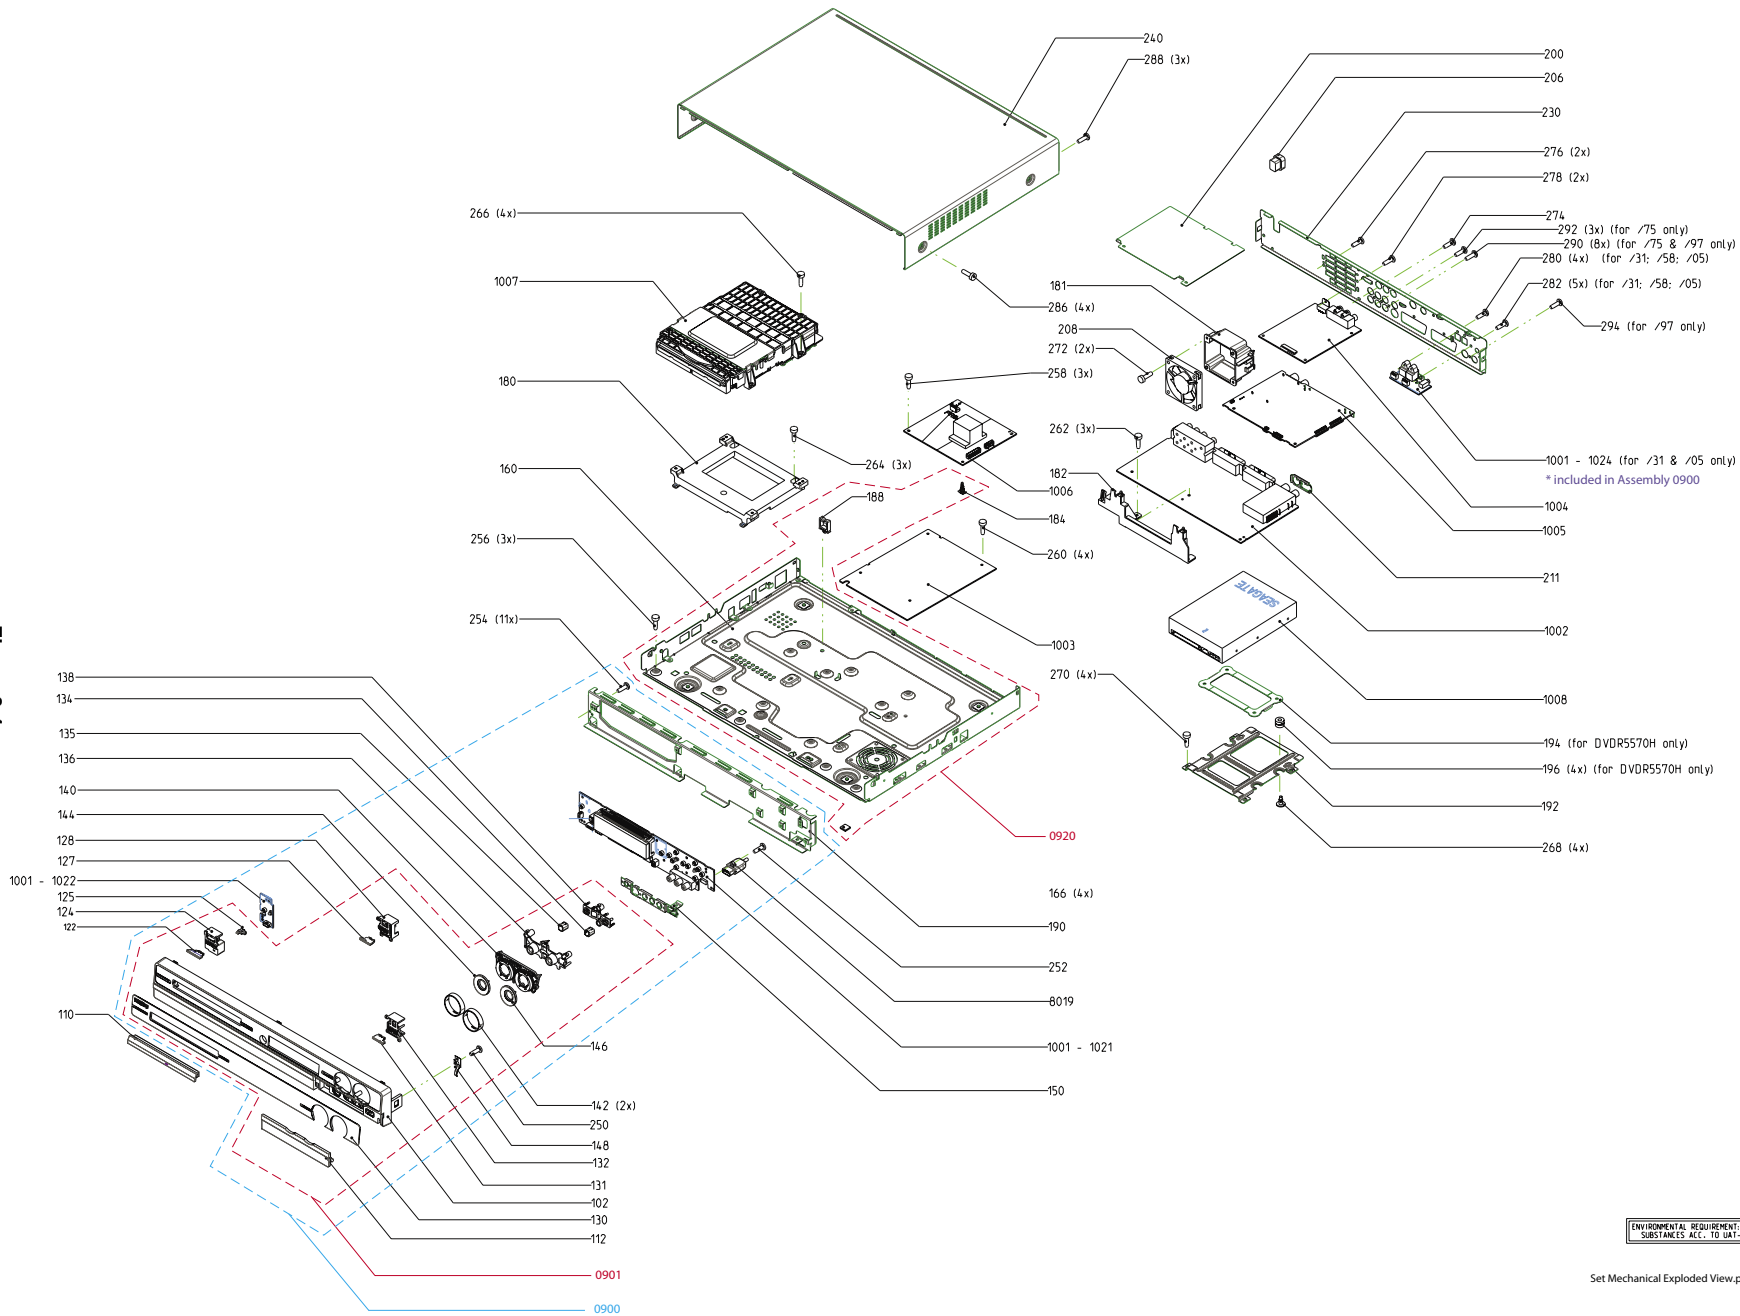 240
288 (3x)
200
206
230
276 (2x)
278 (2x)
274
292 (3x) (for /75 only)
290 (8x) (for /75 & /97 only)
280 (4x) (for /31; /58; /05)
282 (5x) (for /31; /58; /05)
294 (for /97 only)
266 (4x)
1007
286 (4x)
181
208
272 (2x)
258 (3x)
180
262 (3x)
160
264 (3x)
182
1001 - 1024 (for /31 & /05 only)
* included in Assembly 0900
188
1006
184
1004
1005
256 (3x)
260 (4x)
211
SEAGATE
254 (11x)
1002
1003
138
134
270 (4x)
1008
135
136
194 (for DVDR5570H only)
196 (4x) (for DVDR5570H only)
140
144
192
128
0920
268 (4x)
127
1001 - 1022
125
124
122
166 (4x)
190
252
8019
110
146
1001 - 1021
150
142 (2x)
250
148
132
131
102
130
112
0901
0900
ENVIRONMENTAL REQUIREMENT:
SUBSTANCES ACC. TO UAT-
Set Mechanical Exploded View.p